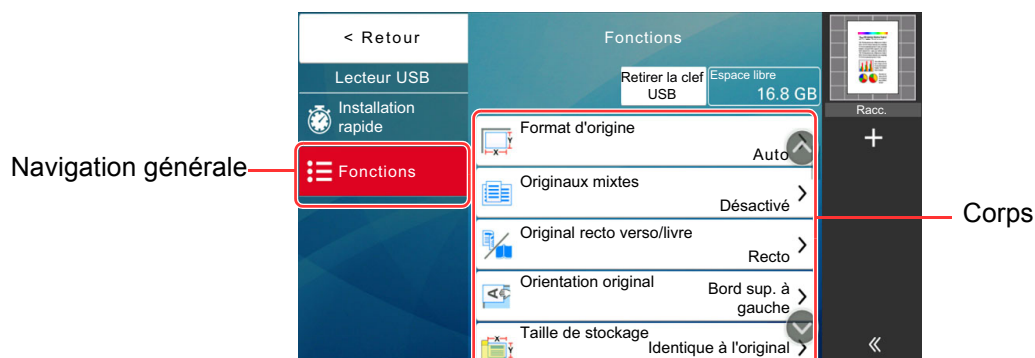 < Retour
Fonctions
Lecteur USB
Retirer la clef
USB
Espace libre
16.8 GB
Racc.
Installation
rapide
Format d'origine
Auto
Navigation générale
Fonctions
Originaux mixtes
Désactivé
Corps
Original recto verso/livre
Recto
Orientation original
Bord sup. à
gauche
Taille de stockage
Identique à l'original